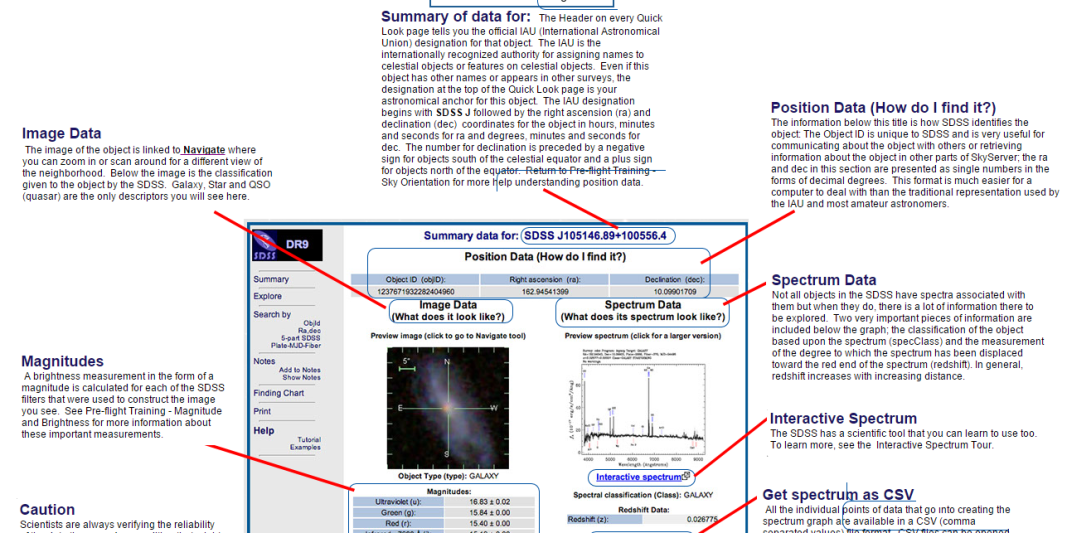 Summary of data for: The Header on every Quick
Look page tells you the official IAU (International Astronomical
Union) designation for that object. The IAU is the
internationally recognized authority for assigning names to
celestial objects or features on celestial objects. Even if this
object has other names or appears in other surveys, the
designation at the top of the Quick Look page is your
astronomical anchor for this object. The IAU designation
begins with SDSS J followed by the right ascension (ra) and
declination (dec) coordinates for the object in hours, minutes
and seconds for ra and degrees, minutes and seconds for
dec. The number for declination is preceded by a negative
sign for objects south of the celestial equator and a plus sign
for objects north of the equator. Return to Pre-flight Training -
Sky Orientation for more help understanding position data.
Image Data
The image of the object is linked to Navigate where
you can zoom in or scan around for a different view of
the neighborhood. Below the image is the classification
given to the object by the SDSS. Galaxy, Star and QSO
(quasar) are the only descriptors you will see here.
Position Data (How do I find it?)
The information below this title is how SDSS identifies the
object: The Object ID is unique to SDSS and is very useful for
communicating about the object with others or retrieving
information about the object in other parts of SkyServer; the ra
and dec in this section are presented as single numbers in the
forms of decimal degrees. This format is much easier for a
computer to deal with than the traditional representation used by
the IAU and most amateur astronomers.
Magnitudes
A brightness measurement in the form of a
magnitude is calculated for each of the SDSS
filters that were used to construct the image
you see. See Pre-flight Training - Magnitude
and Brightness for more information about
these important measurements.
Caution
Scientists are always verifying the reliability
SDSS
DR9
Summary
Explore
Search by
ObjId
Ra,dec
5-part SDSS
Plate-MJD-Fiber
Notes
Add to Notes
Show Notes
Finding Chart
Print
Help
Tutorial
Examples
Summary data for: SDSS J105146.89+100556.4
Position Data (How do I find it?)
Object ID (objID): Right ascension (ra): Declination (dec):
1237671932282404960 162.94541399 10.09901709
Image Data
(What does it look like?)
Preview image (click to go to Navigate tool)
5"
N
E
W
S
Object Type (type): GALAXY
Magnitudes:
Ultraviolet (u): 16.83 ± 0.02
Green (g): 15.84 ± 0.00
Red (r): 15.40 ± 0.00
Spectrum Data
(What does its spectrum look like?)
Preview spectrum (click for a larger version)
4000 5000 6000 7000 8000 9000
Wavelength (Angstroms)
Interactive spectrum
Spectral classification (Class): GALAXY
Redshift Data:
Redshift (z): 0.026775
Spectrum Data
Not all objects in the SDSS have spectra associated with
them but when they do, there is a lot of information there to
be explored. Two very important pieces of information are
included below the graph; the classification of the object
based upon the spectrum (specClass) and the measurement
of the degree to which the spectrum has been displaced
toward the red end of the spectrum (redshift). In general,
redshift increases with increasing distance.
Interactive Spectrum
The SDSS has a scientific tool that you can learn to use too.
To learn more, see the Interactive Spectrum Tour.
Get spectrum as CSV
All the individual points of data that go into creating the
spectrum graph are available in a CSV (comma
separated values) file format. CSV files can be opened